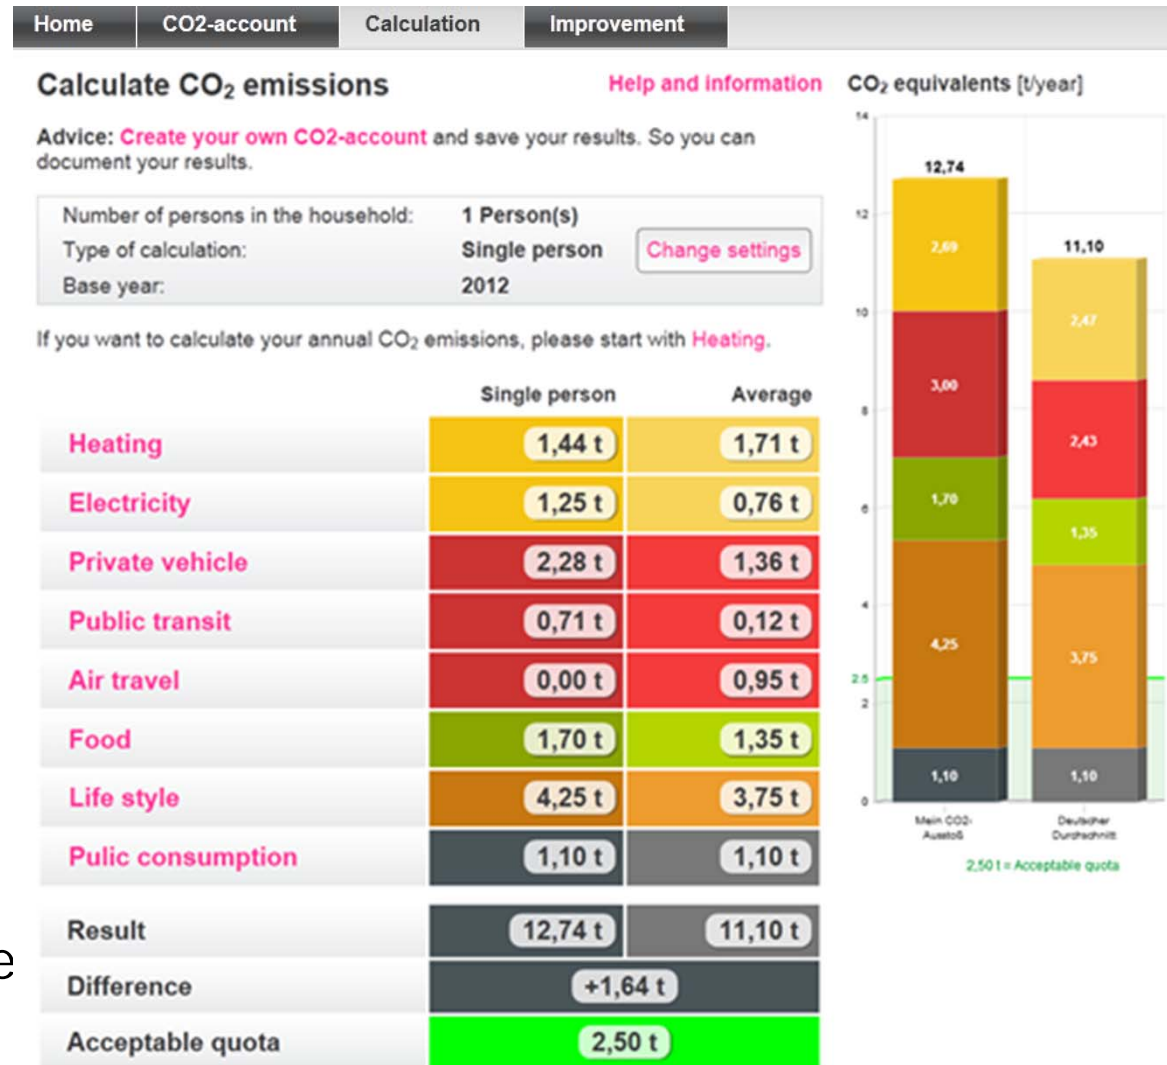 Home CO2-account Calculation Improvement
Calculate CO₂ emissions Help and information
Advice: Create your own CO2-account and save your results. So you can
document your results.
Number of persons in the household: 1 Person(s)
Type of calculation: Single person Change settings
Base year: 2012
If you want to calculate your annual CO₂ emissions, please start with Heating.
Single person Average
Heating 1,44 t 1,71 t
Electricity 1,25 t 0,76 t
Private vehicle 2,28 t 1,36 t
Public transit 0,71 t 0,12 t
Air travel 0,00 t 0,95 t
Food 1,70 t 1,35 t
Life style 4,25 t 3,75 t
Pulic consumption 1,10 t 1,10 t
Result 12,74 t 11,10 t
e
Difference +1,64 t
Acceptable quota 2,50 t
CO₂ equivalents [t/year]
14
12
10
8
6
4
2.5
2
0
12,74
2,69
3,00
1,70
4,25
1,10
11,10
2,47
2,43
1,35
3,75
1,10
Mein CO2-
Ausstoß
Deutscher
Durchschnitt
2,50 t = Acceptable quota